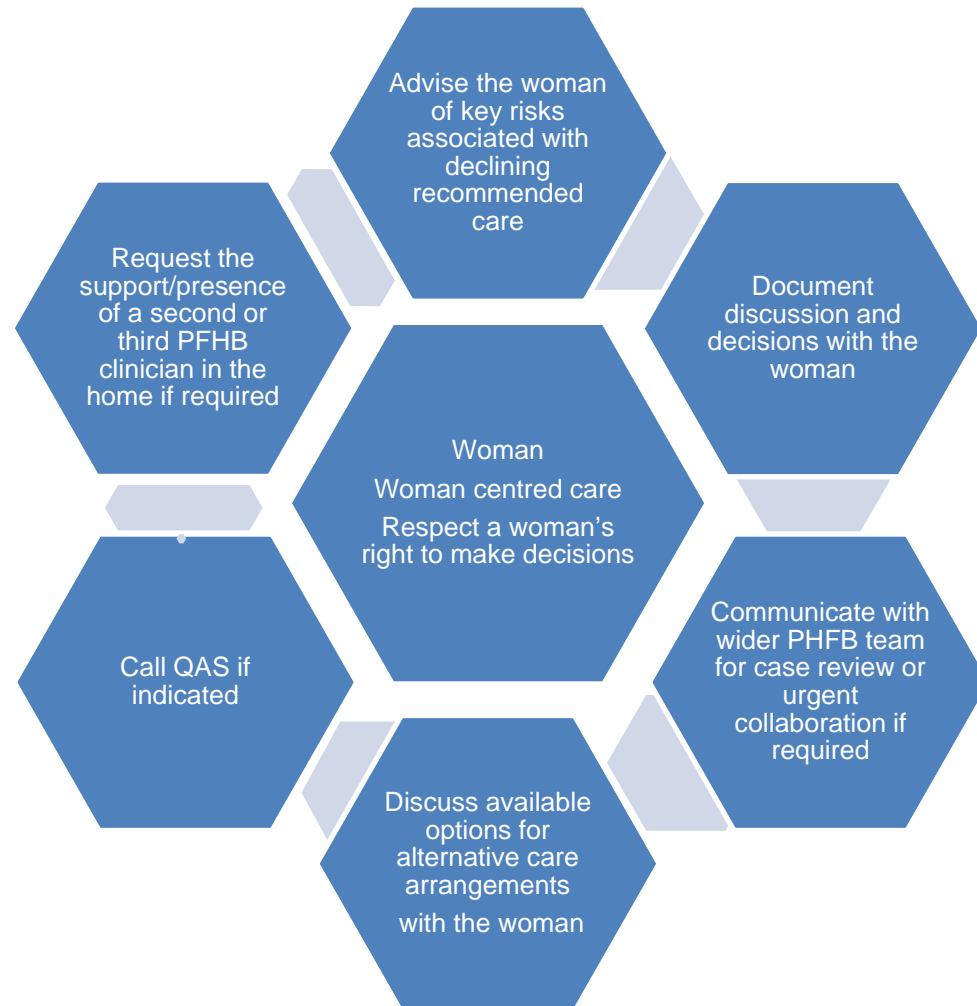 Advise the woman
of key risks
associated with
declining
recommended
care
Document
discussion and
decisions with the
woman
Communicate with
wider PHFB team
for case review or
urgent
collaboration if
required
Discuss available
options for
alternative care
arrangements
with the woman
Call QAS if
indicated
Request the
support/presence
of a second or
third PFHB
clinician in the
home if required
Woman
Woman centred care
Respect a woman’s
right to make decisions